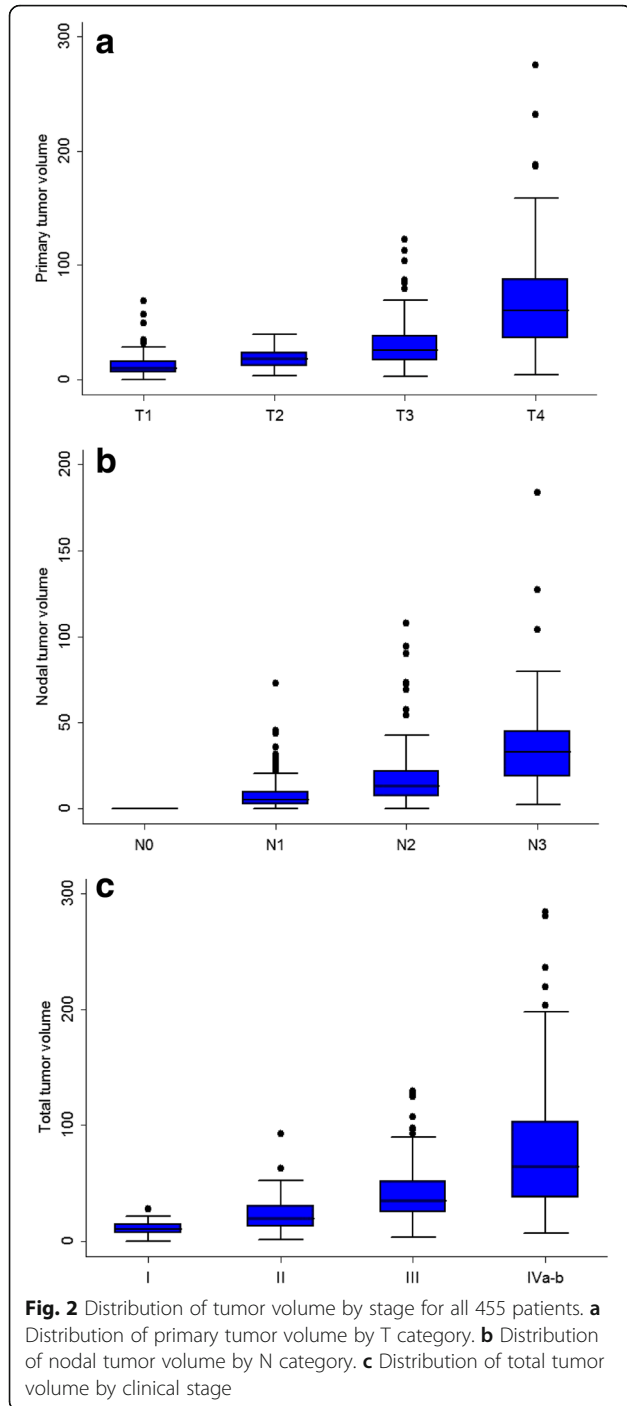 a
300
200
100
0
Primary tumor volume
T1 T2 T3 T4
b
200
150
100
50
0
Nodal tumor volume
N0 N1 N2 N3
c
300
200
100
0
Total tumor volume
I II III IVa-b
Fig. 2 Distribution of tumor volume by stage for all 455 patients. a
Distribution of primary tumor volume by T category. b Distribution
of nodal tumor volume by N category. c Distribution of total tumor
volume by clinical stage